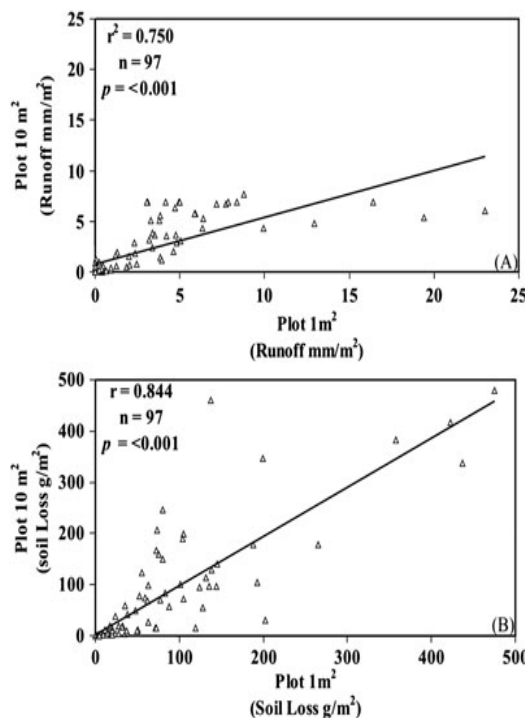 25
20
15
10
5
0
Plot 10 m²
(Runoff mm/m²)
r² = 0.750
n = 97
p = <0.001
(A)
0 5 10 15 20 25
Plot 1m²
(Runoff mm/m²)
500
400
300
200
100
0
Plot 10 m²
(soil Loss g/m²)
r = 0.844
n = 97
p = <0.001
(B)
0 100 200 300 400 500
Plot 1m²
(Soil Loss g/m²)